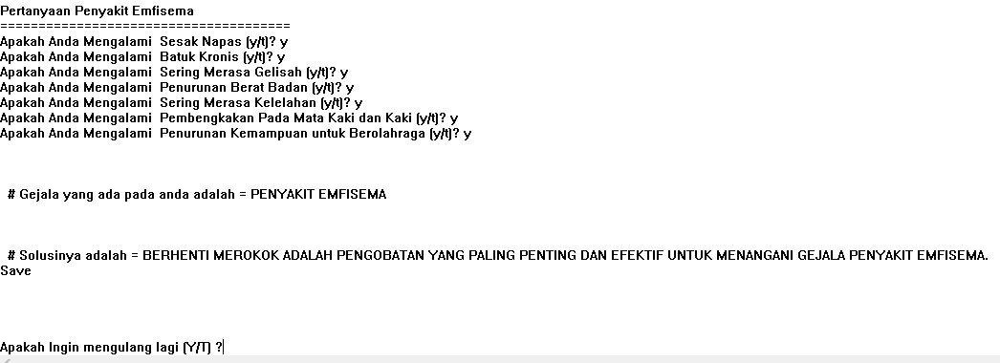 Pertanyaan Penyakit Emfisema
======================================
Apakah Anda Mengalami  Sesak Napas (y/t)? y
Apakah Anda Mengalami  Batuk Kronis (y/t)? y
Apakah Anda Mengalami  Sering Merasa Gelisah (y/t)? y
Apakah Anda Mengalami  Penurunan Berat Badan (y/t)? y
Apakah Anda Mengalami  Sering Merasa Kelelahan (y/t)? y
Apakah Anda Mengalami  Pembengkakan Pada Mata Kaki dan Kaki (y/t)? y
Apakah Anda Mengalami  Penurunan Kemampuan untuk Berolahraga (y/t)? y
# Gejala yang ada pada anda adalah = PENYAKIT EMFISEMA
# Solusinya adalah = BERHENTI MEROKOK ADALAH PENGOBATAN YANG PALING PENTING DAN EFEKTIF UNTUK MENANGANI GEJALA PENYAKIT EMFISEMA.
Save
Apakah Ingin mengulang lagi (Y/T) ?